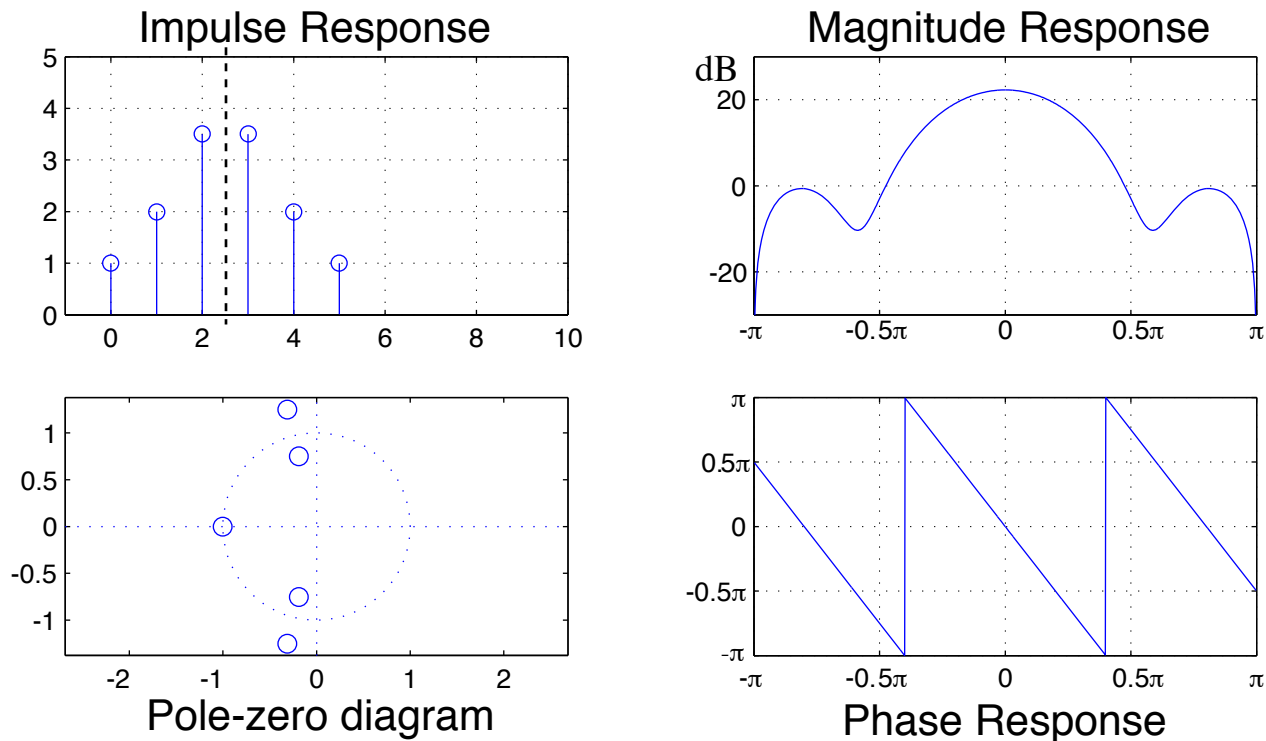 Impulse Response
5
4
3
2
1
0
0 2 4 6 8 10
Magnitude Response
dB
20
0
-20
-π -0.5π 0 0.5π π
1
0.5
0
-0.5
-1
-2 -1 0 1 2
Pole-zero diagram
π
0.5π
0
-0.5π
-π
-π -0.5π 0 0.5π π
Phase Response